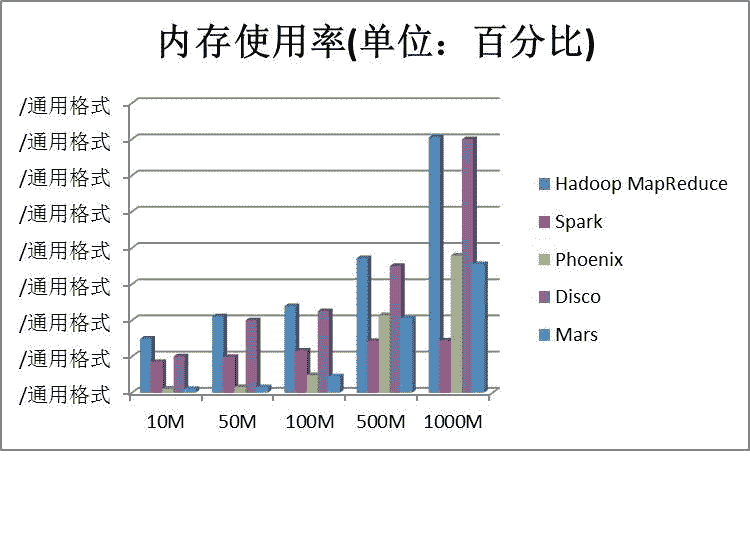 内存使用率(单位：百分比)
/通用格式
/通用格式
/通用格式
/通用格式
/通用格式
/通用格式
/通用格式
/通用格式
/通用格式
10M 50M 100M 500M 1000M
Hadoop MapReduce
Spark
Phoenix
Disco
Mars